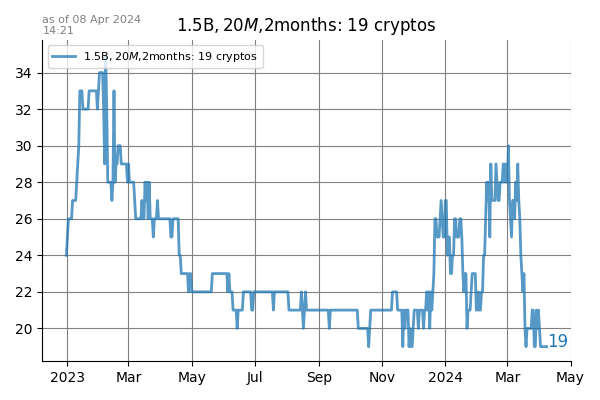 as of 08 Apr 2024
14:21
1.5B, 20M,2months: 19 cryptos
1.5B, 20M,2months: 19 cryptos
34
32
30
28
26
24
22
20
19
2023 Mar May Jul Sep Nov 2024 Mar May